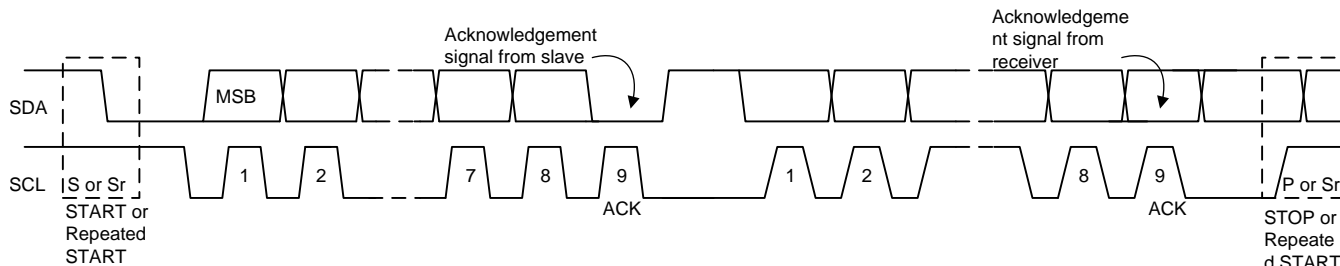 Acknowledgement
signal from slave
Acknowledgeme
nt signal from
receiver
SDA
MSB
SCL
S or Sr
1
2
7
8
9
1
2
8
9
P or Sr
ACK
ACK
START or
Repeated
START
STOP or
Repeate
d START